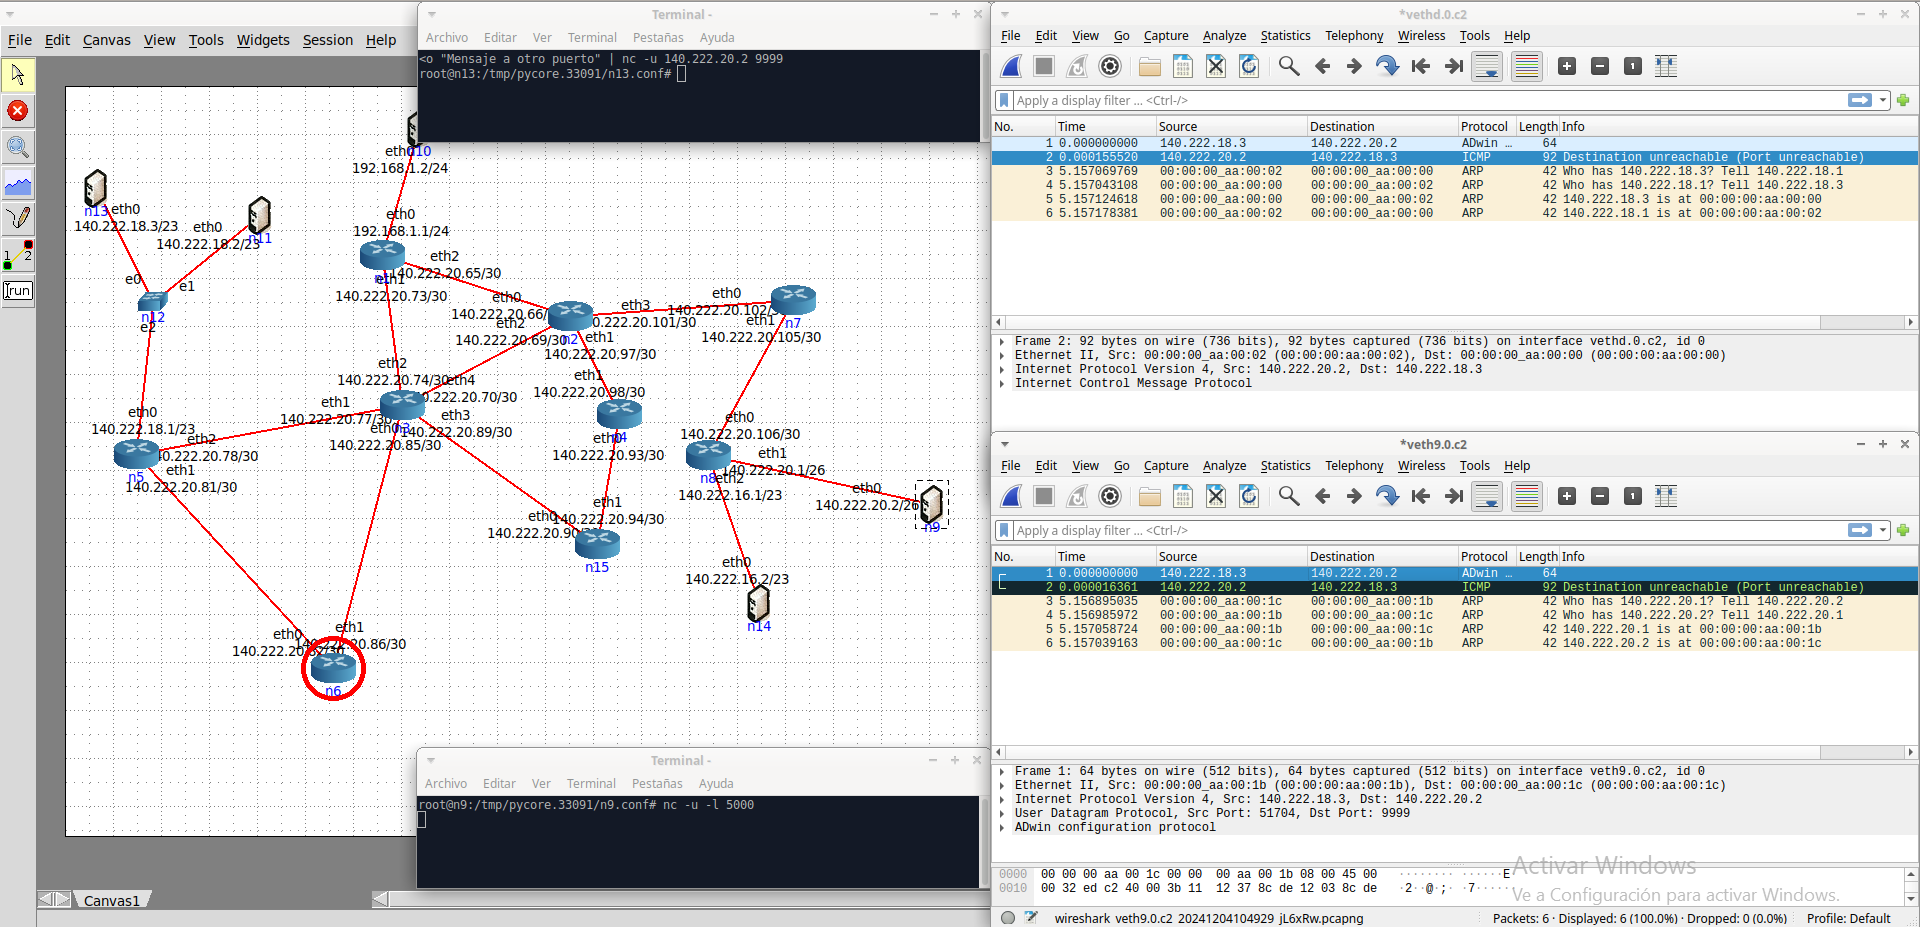 File Edit Canvas View Tools Widgets Session Help
run
Canvas1
Terminal -
Archivo Editar Ver Terminal Pestañas Ayuda
<o "Mensaje a otro puerto" | nc -u 140.222.20.2 9999
root@n13:/tmp/pycore.33091/n13.conf#
eth0
n10
192.168.1.2/24
n13
eth0
140.222.18.3/23
eth0
140.222.18.2/23
n11
e0
e1
n12
e2
eth0
192.168.1.1/24
eth2
140.222.20.65/30
eth1
140.222.20.73/30
eth0
140.222.20.66/
eth2
140.222.20.69/30
n2
eth3
.222.20.101/30
eth1
140.222.20.97/30
eth0
140.222.20.102/
n7
eth1
140.222.20.105/30
eth2
140.222.20.74/30
eth4
.222.20.70/30
eth1
140.222.20.77/30
eth3
140.222.20.89/30
eth0
140.222.20.85/30
n3
eth1
140.222.20.98/30
n4
eth0
140.222.20.93/30
eth0
140.222.18.1/23
eth2
.20.78/30
n5
eth1
140.222.20.81/30
eth0
140.222.20.106/30
eth1
140.222.20.1/26
n8
eth2
140.222.16.1/23
eth0
140.222.20.2/26
n9
eth1
140.222.20.94/30
eth0
140.222.20.90
n15
eth0
140.222.16.2/23
n14
eth1
.20.86/30
eth0
140.222.20.82/30
n6
Terminal -
Archivo Editar Ver Terminal Pestañas Ayuda
root@n9:/tmp/pycore.33091/n9.conf# nc -u -l 5000
*vethd.0.c2
File Edit View Go Capture Analyze Statistics Telephony Wireless Tools Help
Apply a display filter ... <Ctrl-/>
No. Time Source Destination Protocol Length Info
1 0.000000000 140.222.18.3 140.222.20.2 ADwin … 64
2 0.000155520 140.222.20.2 140.222.18.3 ICMP 92 Destination unreachable (Port unreachable)
3 5.157069769 00:00:00_aa:00:02 00:00:00_aa:00:00 ARP 42 Who has 140.222.18.3? Tell 140.222.18.1
4 5.157043108 00:00:00_aa:00:00 00:00:00_aa:00:02 ARP 42 Who has 140.222.18.1? Tell 140.222.18.3
5 5.157124618 00:00:00_aa:00:00 00:00:00_aa:00:02 ARP 42 140.222.18.3 is at 00:00:00:aa:00:00
6 5.157178381 00:00:00_aa:00:02 00:00:00_aa:00:00 ARP 42 140.222.18.1 is at 00:00:00:aa:00:02
Frame 2: 92 bytes on wire (736 bits), 92 bytes captured (736 bits) on interface vethd.0.c2, id 0
Ethernet II, Src: 00:00:00_aa:00:02 (00:00:00:aa:00:02), Dst: 00:00:00_aa:00:00 (00:00:00:aa:00:00)
Internet Protocol Version 4, Src: 140.222.20.2, Dst: 140.222.18.3
Internet Control Message Protocol
*veth9.0.c2
File Edit View Go Capture Analyze Statistics Telephony Wireless Tools Help
Apply a display filter ... <Ctrl-/>
No. Time Source Destination Protocol Length Info
1 0.000000000 140.222.18.3 140.222.20.2 ADwin … 64
2 0.000016361 140.222.20.2 140.222.18.3 ICMP 92 Destination unreachable (Port unreachable)
3 5.156895035 00:00:00_aa:00:1c 00:00:00_aa:00:1b ARP 42 Who has 140.222.20.1? Tell 140.222.20.2
4 5.156985972 00:00:00_aa:00:1b 00:00:00_aa:00:1c ARP 42 Who has 140.222.20.2? Tell 140.222.20.1
5 5.157058724 00:00:00_aa:00:1b 00:00:00_aa:00:1c ARP 42 140.222.20.1 is at 00:00:00:aa:00:1b
6 5.157039163 00:00:00_aa:00:1c 00:00:00_aa:00:1b ARP 42 140.222.20.2 is at 00:00:00:aa:00:1c
Frame 1: 64 bytes on wire (512 bits), 64 bytes captured (512 bits) on interface veth9.0.c2, id 0
Ethernet II, Src: 00:00:00_aa:00:1b (00:00:00:aa:00:1b), Dst: 00:00:00_aa:00:1c (00:00:00:aa:00:1c)
Internet Protocol Version 4, Src: 140.222.18.3, Dst: 140.222.20.2
User Datagram Protocol, Src Port: 51704, Dst Port: 9999
ADwin configuration protocol
0000 00 00 00 aa 00 1c 00 00 00 aa 00 1b 08 00 45 00 ········ ······E·
0010 00 32 ed c2 40 00 3b 11 12 37 8c de 12 03 8c de ·2··@·;· ·7······
Activar Windows
Ve a Configuración para activar Windows.
wireshark_veth9.0.c2_20241204104929_jL6xRw.pcapng
Packets: 6 · Displayed: 6 (100.0%) · Dropped: 0 (0.0%)
Profile: Default